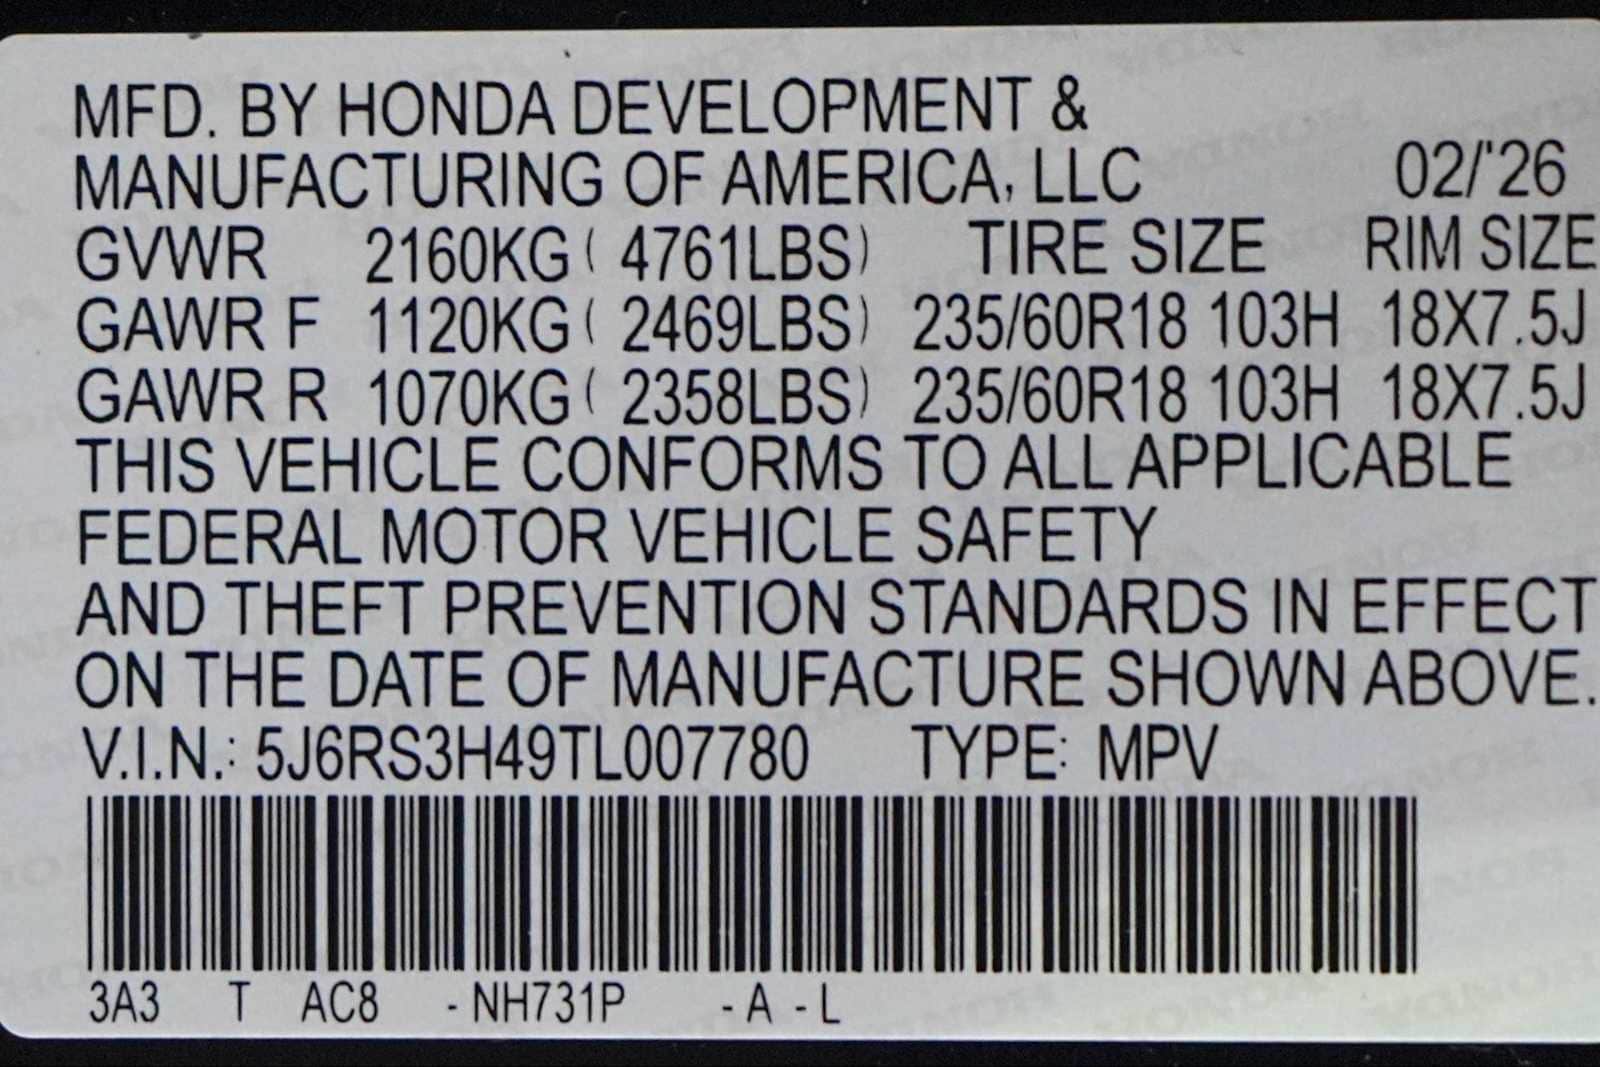 MFD. BY HONDA DEVELOPMENT &
MANUFACTURING OF AMERICA, LLC 02/'26
GVWR 2160KG( 4761LBS) TIRE SIZE RIM SIZE
GAWR F 1120KG( 2469LBS) 235/60R18 103H 18X7.5J
GAWR R 1070KG( 2358LBS) 235/60R18 103H 18X7.5J
THIS VEHICLE CONFORMS TO ALL APPLICABLE
FEDERAL MOTOR VEHICLE SAFETY
AND THEFT PREVENTION STANDARDS IN EFFECT
ON THE DATE OF MANUFACTURE SHOWN ABOVE.
V.I.N.: 5J6RS3H49TL007780 TYPE: MPV
3A3 T AC8 - NH731P - A - L